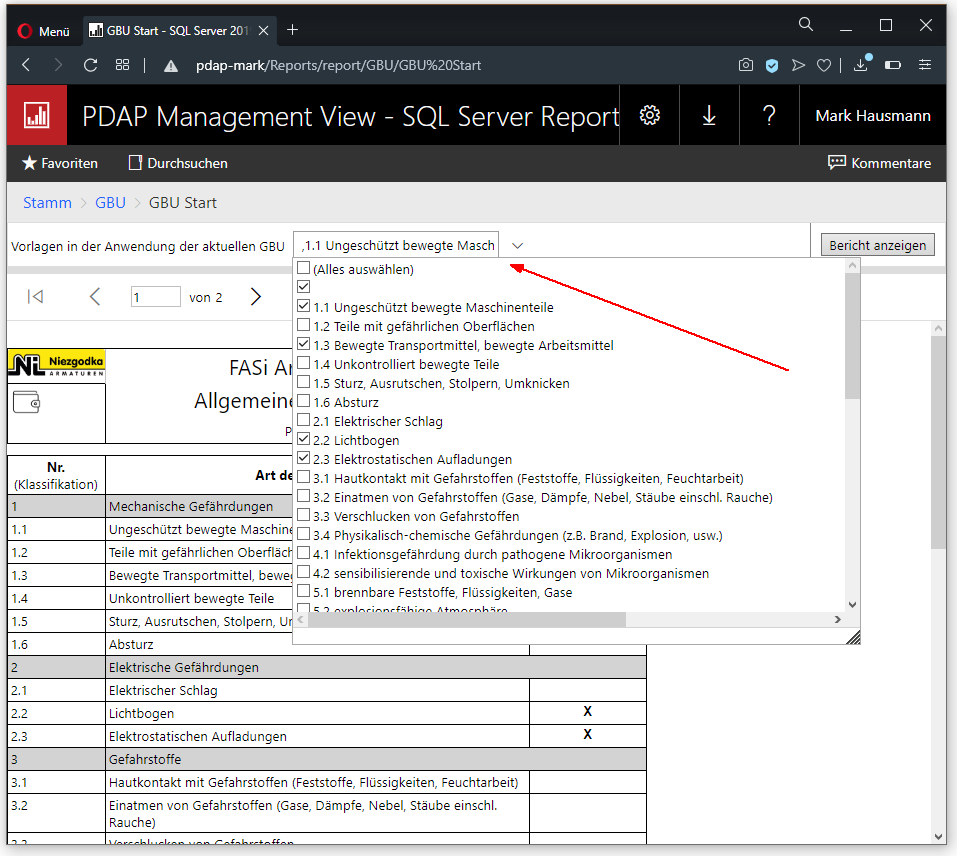 Menü
GBU Start - SQL Server 201
pdap-mark/Reports/report/GBU/GBU%20Start
PDAP Management View - SQL Server Report
?
Mark Hausmann
Favoriten
Durchsuchen
Kommentare
Stamm > GBU > GBU Start
Vorlagen in der Anwendung der aktuellen GBU
,1.1 Ungeschützt bewegte Masch
Bericht anzeigen
1
von 2
(Alles auswählen)
1.1 Ungeschützt bewegte Maschinenteile
1.2 Teile mit gefährlichen Oberflächen
1.3 Bewegte Transportmittel, bewegte Arbeitsmittel
1.4 Unkontrolliert bewegte Teile
1.5 Sturz, Ausrutschen, Stolpern, Umknicken
1.6 Absturz
2.1 Elektrischer Schlag
2.2 Lichtbogen
2.3 Elektrostatischen Aufladungen
3.1 Hautkontakt mit Gefahrstoffen (Feststoffe, Flüssigkeiten, Feuchtarbeit)
3.2 Einatmen von Gefahrstoffen (Gase, Dämpfe, Nebel, Stäube einschl. Rauche)
3.3 Verschlucken von Gefahrstoffen
3.4 Physikalisch-chemische Gefährdungen (z.B. Brand, Explosion, usw.)
4.1 Infektionsgefährdung durch pathogene Mikroorganismen
4.2 sensibilisierende und toxische Wirkungen von Mikroorganismen
5.1 brennbare Feststoffe, Flüssigkeiten, Gase
5.2 explosionsfähige Atmosphäre
Niezgodka
ARMATUREN
FASi Ar
Allgemeine
P
Nr.
(Klassifikation)
Art de
1 Mechanische Gefährdungen
1.1 Ungeschützt bewegte Maschine
1.2 Teile mit gefährlichen Oberfläch
1.3 Bewegte Transportmittel, beweg
1.4 Unkontrolliert bewegte Teile
1.5 Sturz, Ausrutschen, Stolpern, Um
1.6 Absturz
2 Elektrische Gefährdungen
2.1 Elektrischer Schlag
2.2 Lichtbogen X
2.3 Elektrostatischen Aufladungen X
3 Gefahrstoffe
3.1 Hautkontakt mit Gefahrstoffen (Feststoffe, Flüssigkeiten, Feuchtarbeit)
3.2 Einatmen von Gefahrstoffen (Gase, Dämpfe, Nebel, Stäube einschl.
Rauche)
3.3 Verschlucken von Gefahrstoffen